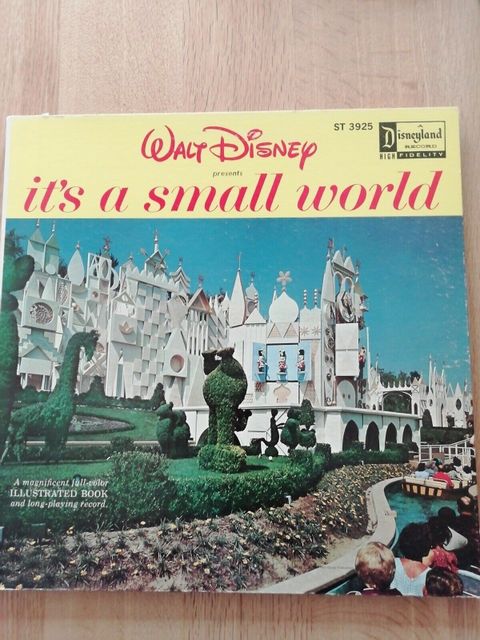 ST 3925
Disneyland
RECORD
HIGH FIDELITY
WALT DISNEY
presents
it's a small world
A magnificent full-color
ILLUSTRATED BOOK
and long-playing record.